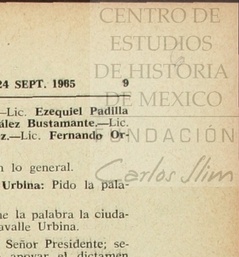 CENTRO DE
ESTUDIOS
DE HISTORIA
DE MEXICO
FUNDACIÓN
Carlos Slim
24 SEPT. 1965 9
—Lic. Ezequiel Padilla
ález Bustamante.—Lic.
z.—Lic. Fernando Or-
n lo general.
Urbina: Pido la pala-
ne la palabra la ciuda-
avalle Urbina.
Señor Presidente; se-
apoyar el dictamen